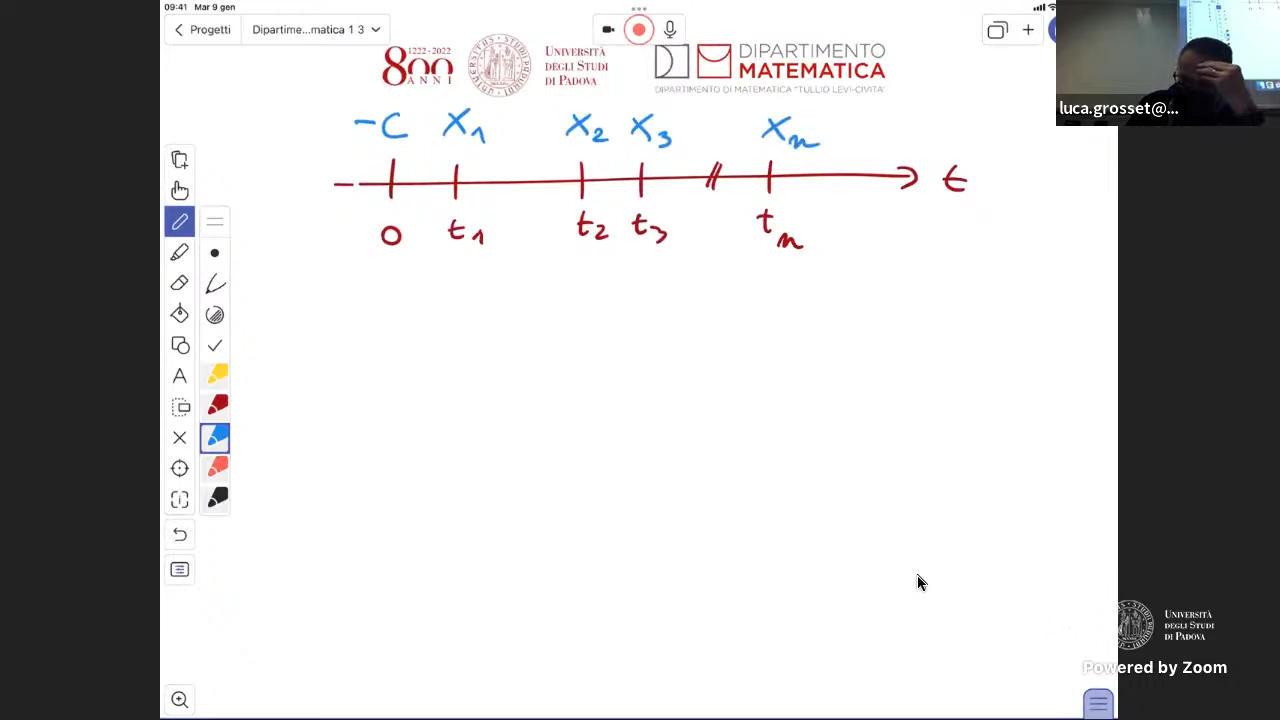 09:41 Mar 9 gen
Progetti
Dipartime...matica 1 3
1222·2022
800
ANNI
UNIVERSITÀ
DEGLI STUDI
DI PADOVA
DIPARTIMENTO
MATEMATICA
DIPARTIMENTO DI MATEMATICA "TULLIO LEVI-CIVITA"
luca.grosset@...
-C x₁ x₂ x₃ xₙ
t
0 t₁ t₂ t₃ tₙ
A
UNIVERSITÀ
DEGLI STUDI
DI PADOVA
Powered by Zoom